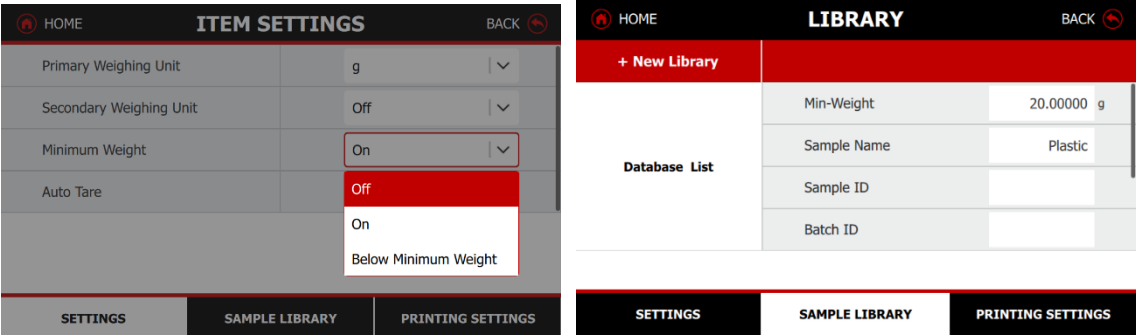 HOME ITEM SETTINGS BACK
Primary Weighing Unit g
Secondary Weighing Unit Off
Minimum Weight On
Auto Tare Off
On
Below Minimum Weight
SETTINGS SAMPLE LIBRARY PRINTING SETTINGS
HOME LIBRARY BACK
+ New Library
Database List
Min-Weight 20.00000 g
Sample Name Plastic
Sample ID
Batch ID
SETTINGS SAMPLE LIBRARY PRINTING SETTINGS